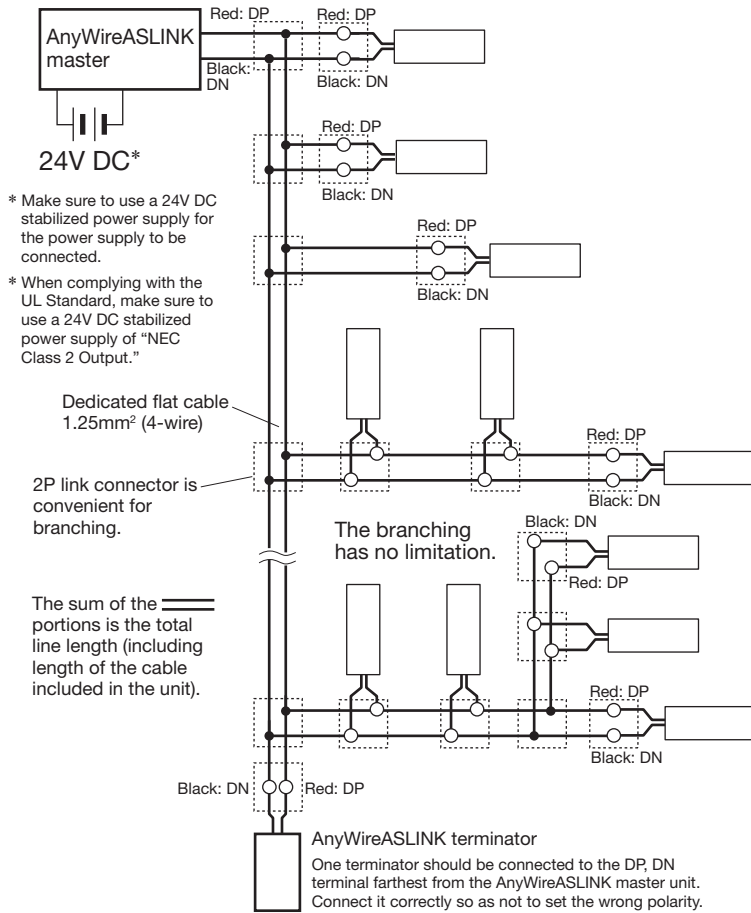 Red: DP
AnyWireASLINK
master
Black:
DN
Black: DN
24V DC*
Red: DP
Black: DN
* Make sure to use a 24V DC
stabilized power supply for
the power supply to be
connected.
Red: DP
Black: DN
* When complying with the
UL Standard, make sure to
use a 24V DC stabilized
power supply of “NEC
Class 2 Output.”
Dedicated flat cable
1.25mm² (4-wire)
Red: DP
Black: DN
2P link connector is
convenient for
branching.
The branching
has no limitation.
Black: DN
Red: DP
The sum of the
portions is the total
line length (including
length of the cable
included in the unit).
Red: DP
Black: DN
Black: DN
Red: DP
AnyWireASLINK terminator
One terminator should be connected to the DP, DN
terminal farthest from the AnyWireASLINK master unit.
Connect it correctly so as not to set the wrong polarity.